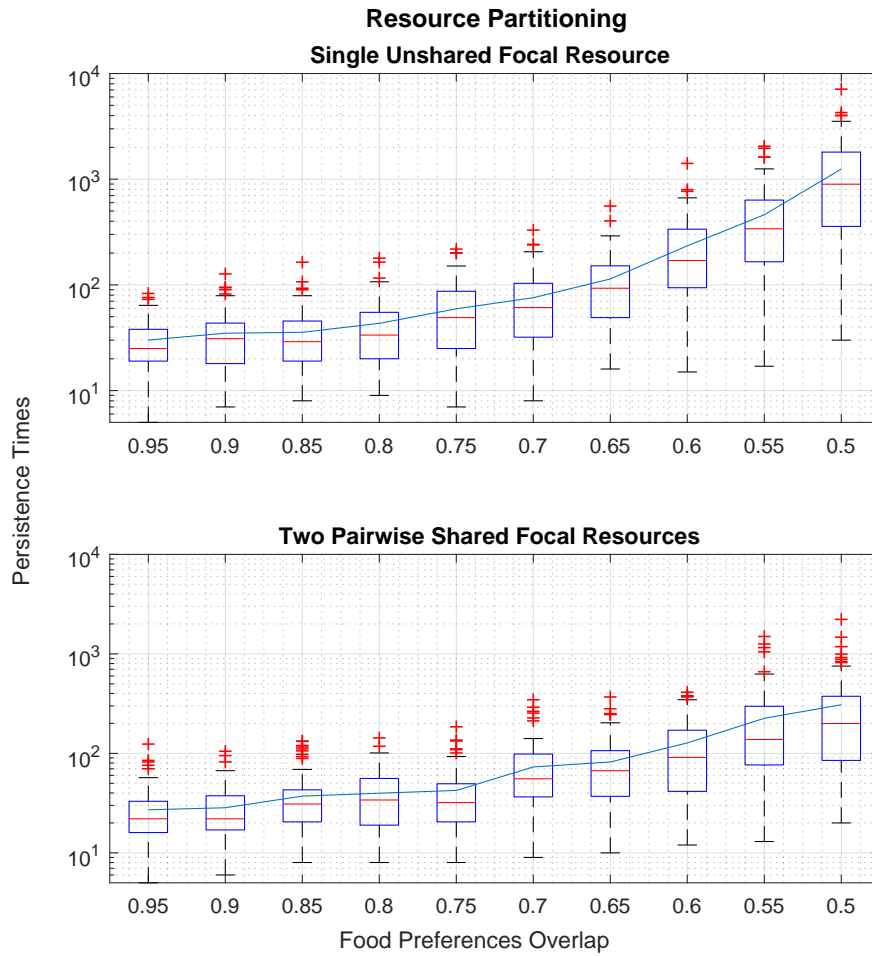 Resource Partitioning
Single Unshared Focal Resource
10^4
10^3
10^2
10^1
0.95 0.9 0.85 0.8 0.75 0.7 0.65 0.6 0.55 0.5
Persistence Times
Two Pairwise Shared Focal Resources
10^4
10^3
10^2
10^1
0.95 0.9 0.85 0.8 0.75 0.7 0.65 0.6 0.55 0.5
Food Preferences Overlap